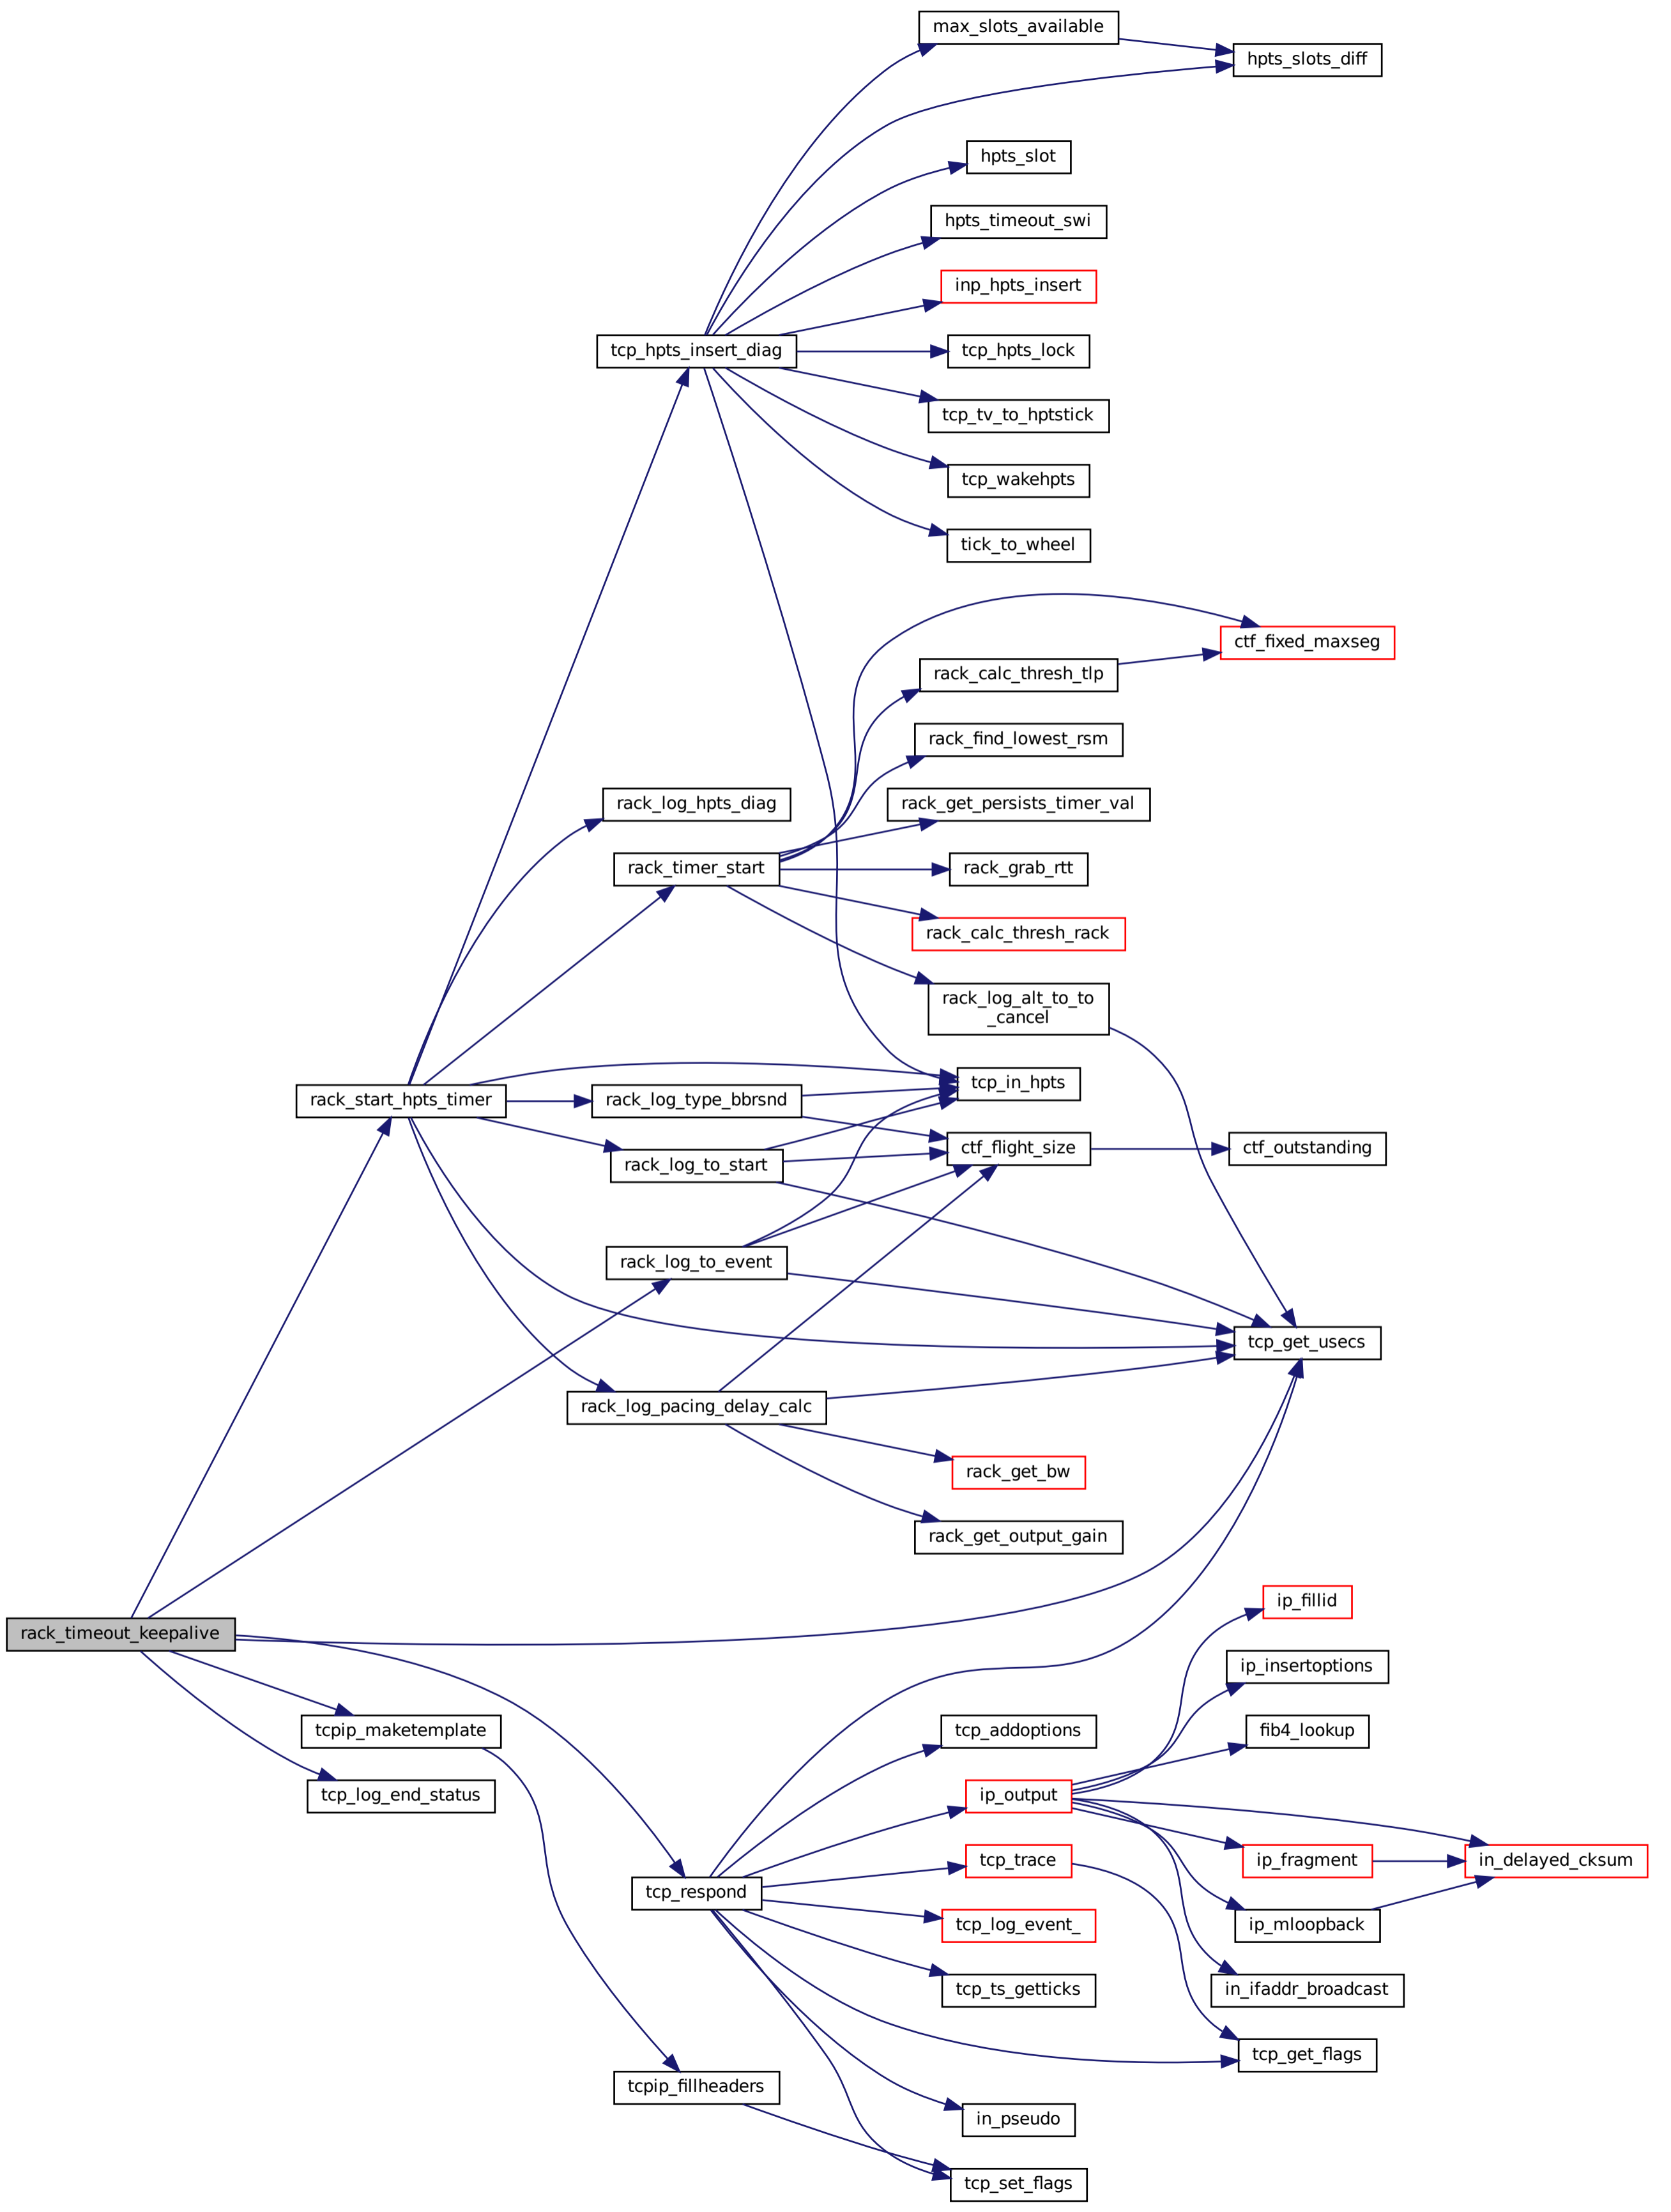 max_slots_available
hpts_slots_diff
hpts_slot
hpts_timeout_swi
inp_hpts_insert
tcp_hpts_insert_diag
tcp_hpts_lock
tcp_tv_to_hptstick
tcp_wakehpts
tick_to_wheel
ctf_fixed_maxseg
rack_calc_thresh_tlp
rack_find_lowest_rsm
rack_log_hpts_diag
rack_get_persists_timer_val
rack_timer_start
rack_grab_rtt
rack_calc_thresh_rack
rack_log_alt_to_to
_cancel
tcp_in_hpts
rack_start_hpts_timer
rack_log_type_bbrsnd
ctf_flight_size
ctf_outstanding
rack_log_to_start
rack_log_to_event
tcp_get_usecs
rack_log_pacing_delay_calc
rack_get_bw
rack_get_output_gain
ip_fillid
rack_timeout_keepalive
ip_insertoptions
tcpip_maketemplate
tcp_addoptions
fib4_lookup
tcp_log_end_status
ip_output
tcp_trace
ip_fragment
in_delayed_cksum
tcp_respond
tcp_log_event_
ip_mloopback
tcp_ts_getticks
in_ifaddr_broadcast
tcp_get_flags
tcpip_fillheaders
in_pseudo
tcp_set_flags